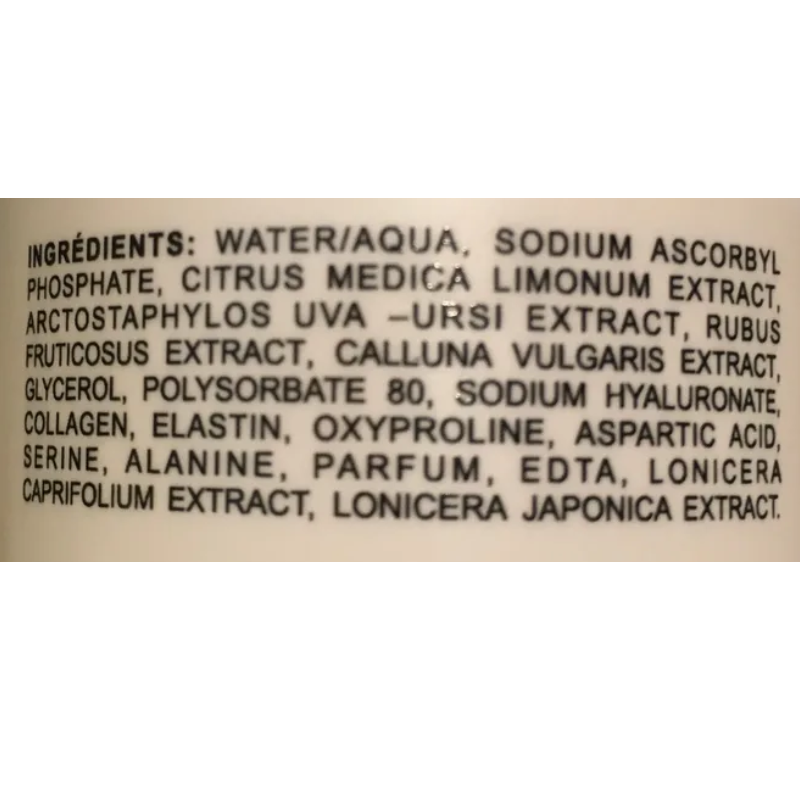 INGRÉDIENTS: WATER/AQUA, SODIUM ASCORBYL
PHOSPHATE, CITRUS MEDICA LIMONUM EXTRACT,
ARCTOSTAPHYLOS UVA –URSI EXTRACT, RUBUS
FRUTICOSUS EXTRACT, CALLUNA VULGARIS EXTRACT,
GLYCEROL, POLYSORBATE 80, SODIUM HYALURONATE,
COLLAGEN, ELASTIN, OXYPROLINE, ASPARTIC ACID,
SERINE, ALANINE, PARFUM, EDTA, LONICERA
CAPRIFOLIUM EXTRACT, LONICERA JAPONICA EXTRACT.